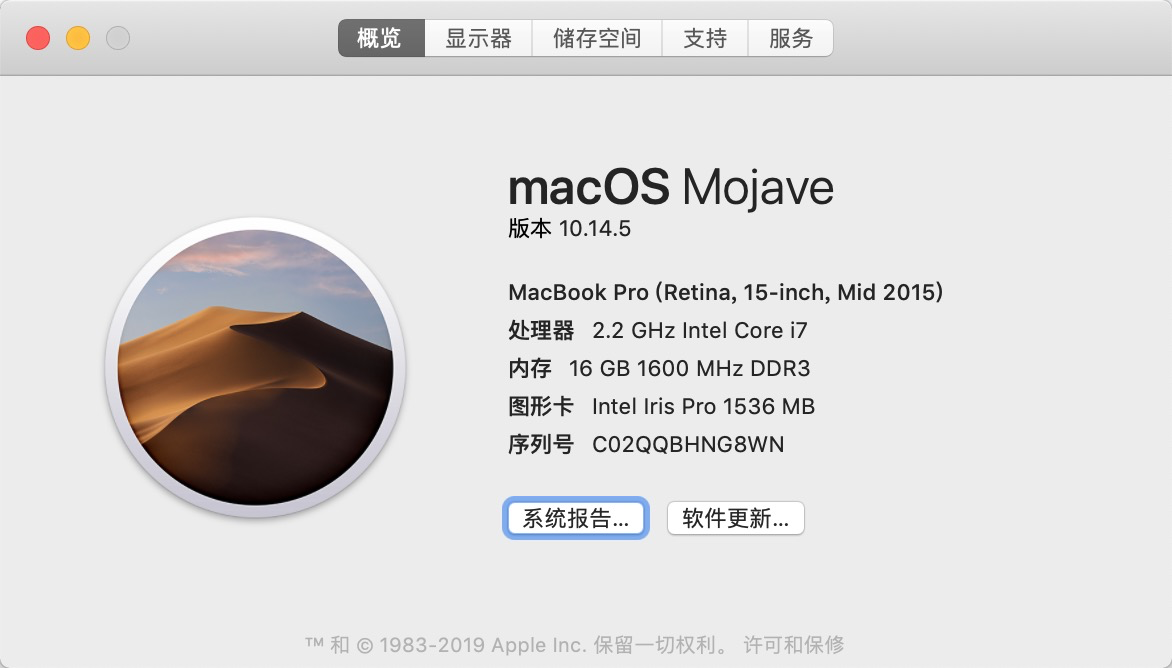 概览 显示器 储存空间 支持 服务
macOS Mojave
版本 10.14.5
MacBook Pro (Retina, 15-inch, Mid 2015)
处理器 2.2 GHz Intel Core i7
内存 16 GB 1600 MHz DDR3
图形卡 Intel Iris Pro 1536 MB
序列号 C02QQBHNG8WN
系统报告... 软件更新...
™ 和 © 1983-2019 Apple Inc. 保留一切权利。 许可和保修